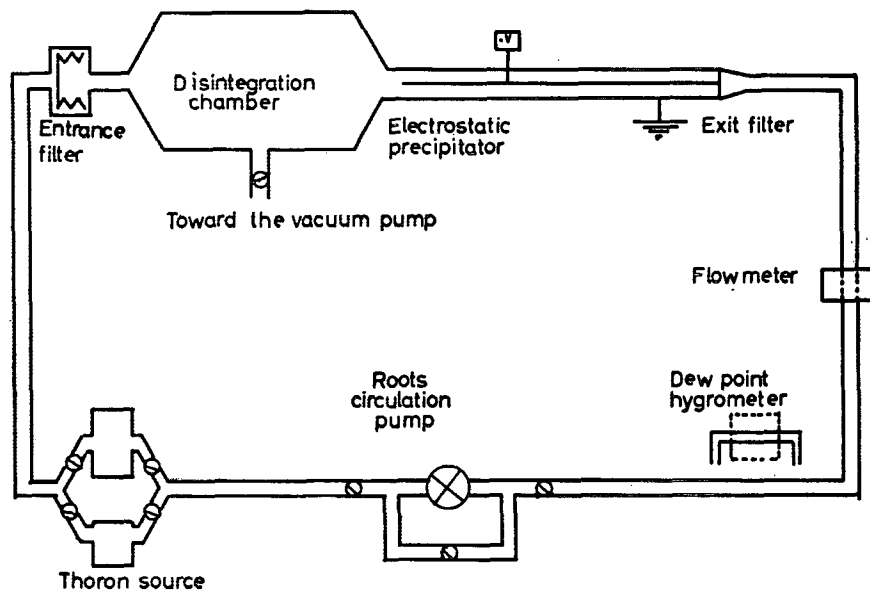 .V
Disintegration
chamber
Entrance
filter
Electrostatic
precipitator
Exit filter
Toward the vacuum pump
Flowmeter
Roots
circulation
pump
Dew point
hygrometer
Thoron source